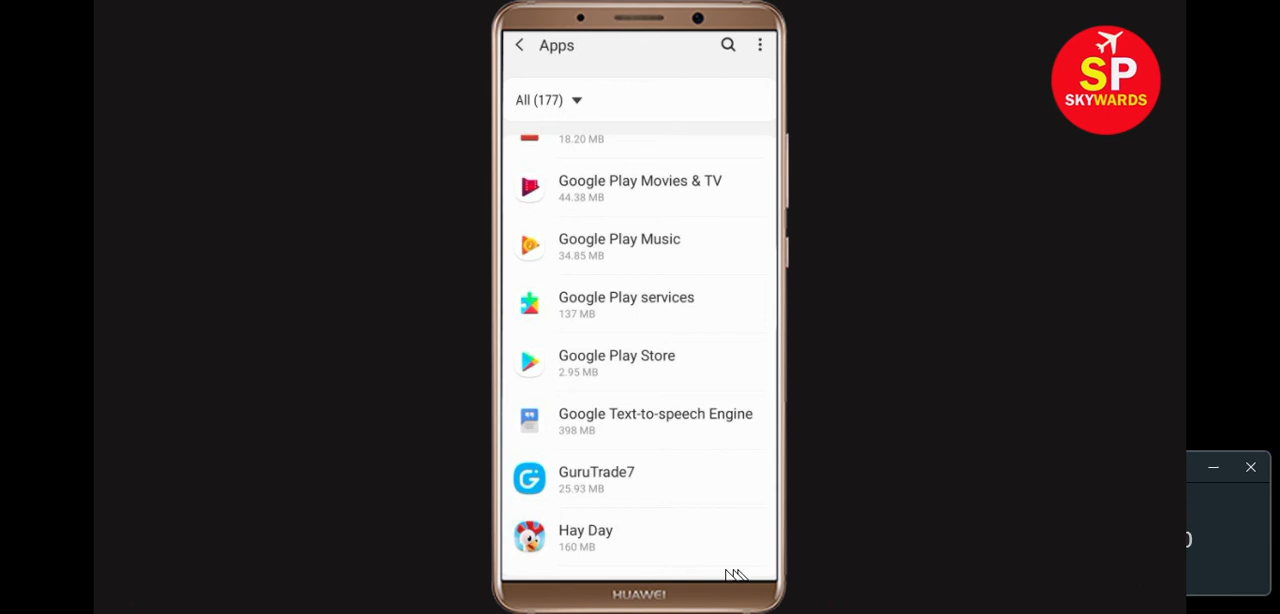 Apps
All (177)
18.20 MB
Google Play Movies & TV
44.38 MB
Google Play Music
34.85 MB
Google Play services
137 MB
Google Play Store
2.95 MB
Google Text-to-speech Engine
398 MB
GuruTrade7
25.93 MB
Hay Day
160 MB
HUAWEI
SP
SKYWARDS